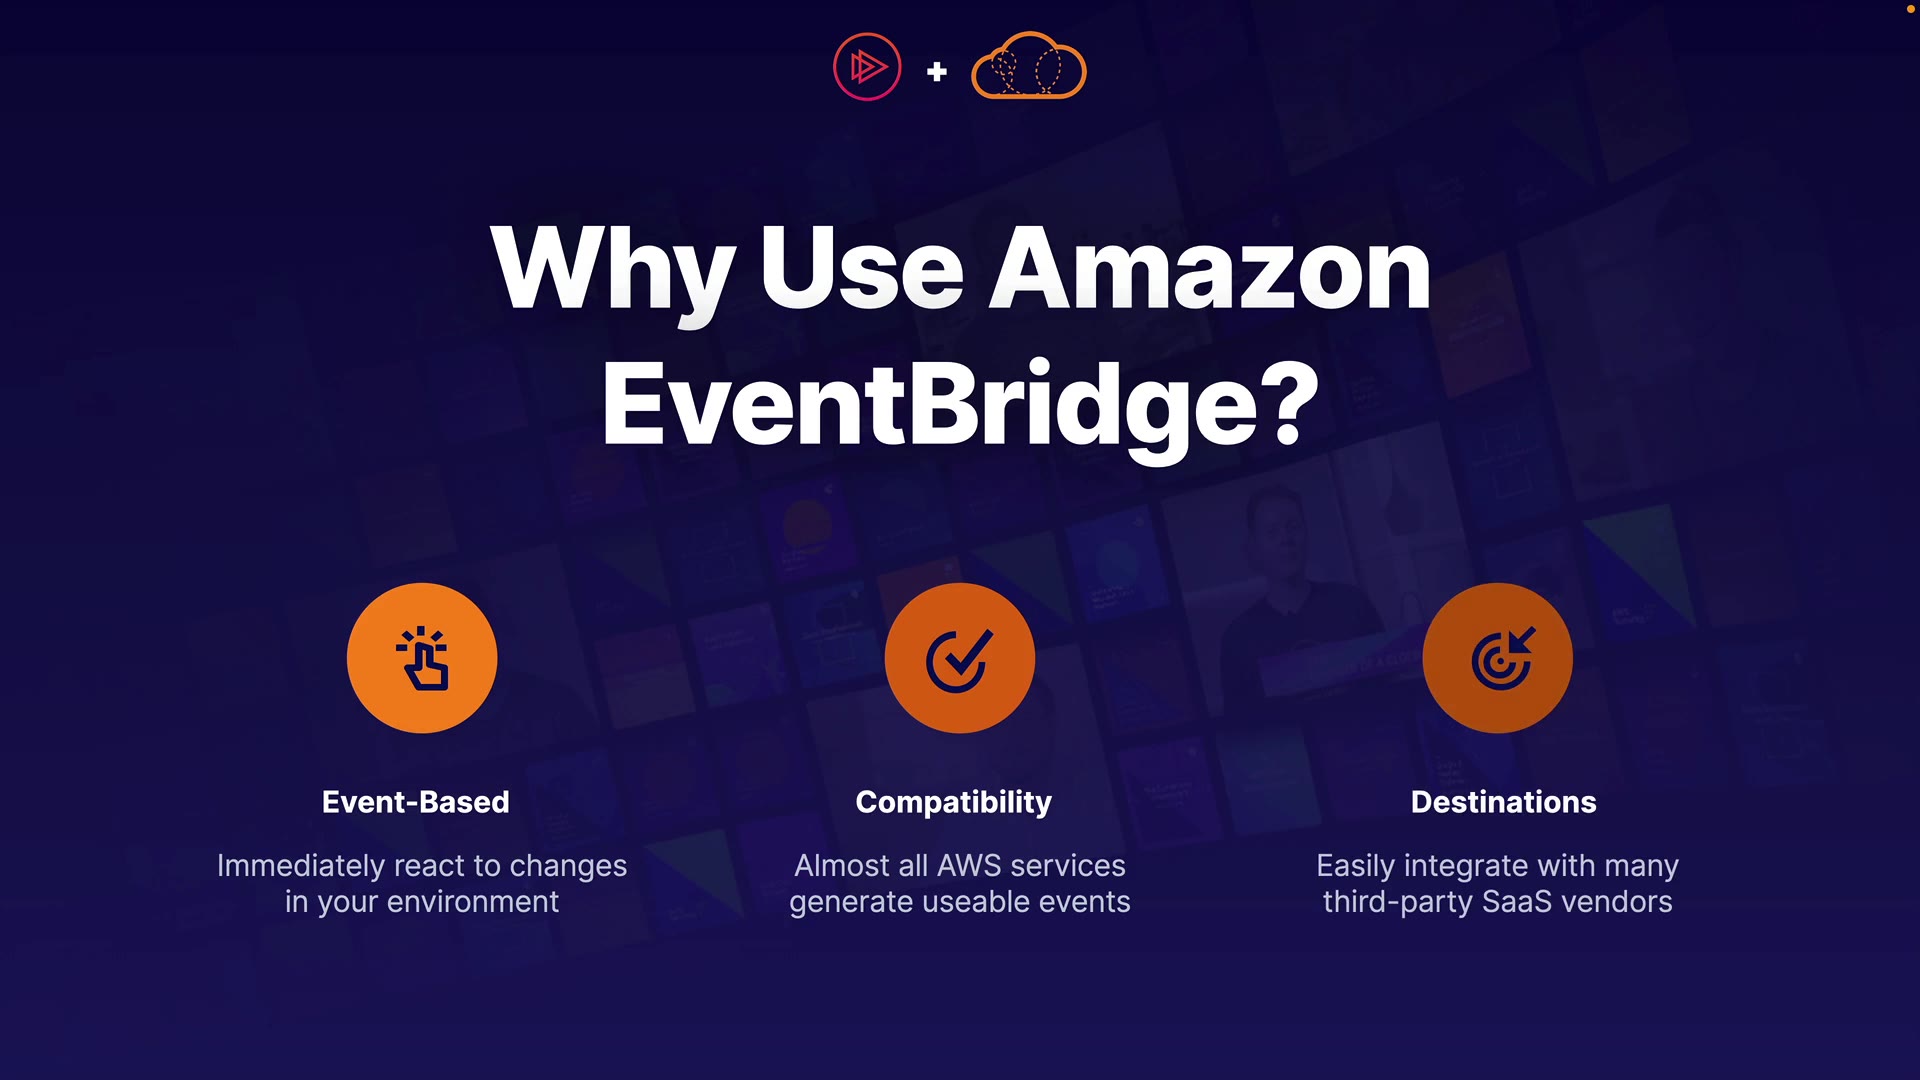 Why Use Amazon
EventBridge?
Event-Based
Immediately react to changes
in your environment
Compatibility
Almost all AWS services
generate useable events
Destinations
Easily integrate with many
third-party SaaS vendors